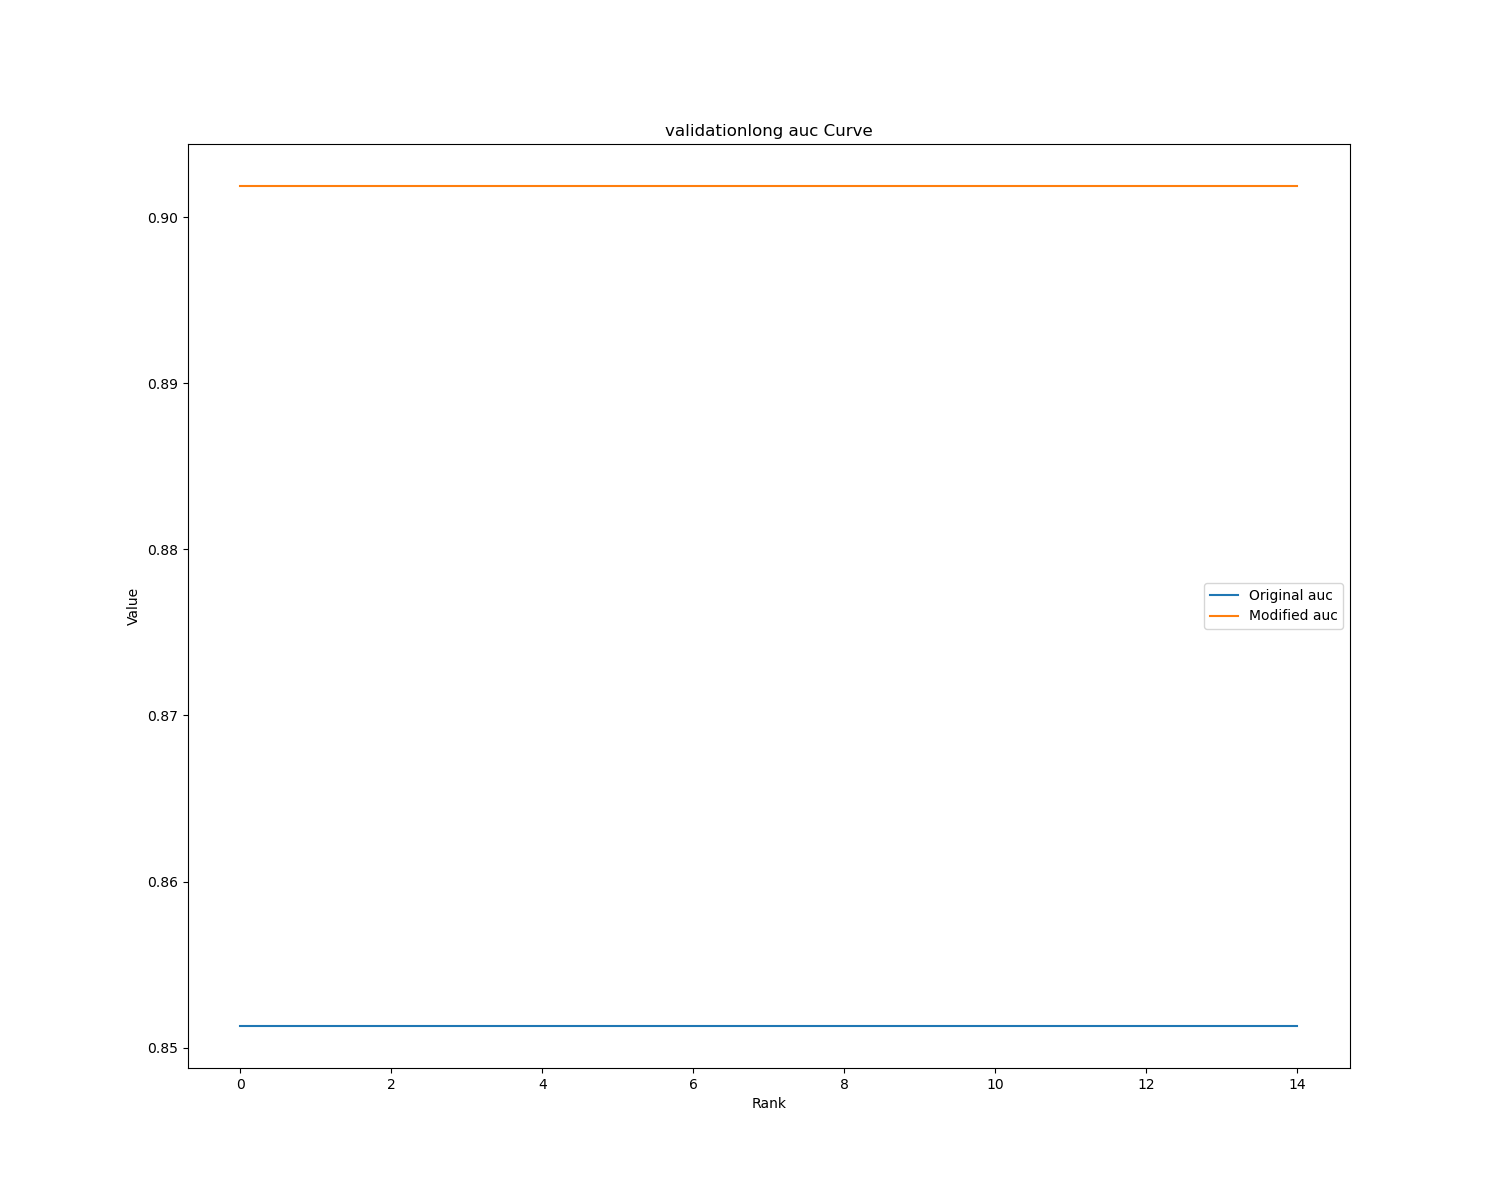 validationlong auc Curve
0.90
0.89
0.88
0.87
0.86
0.85
Value
Original auc
Modified auc
0 2 4 6 8 10 12 14
Rank